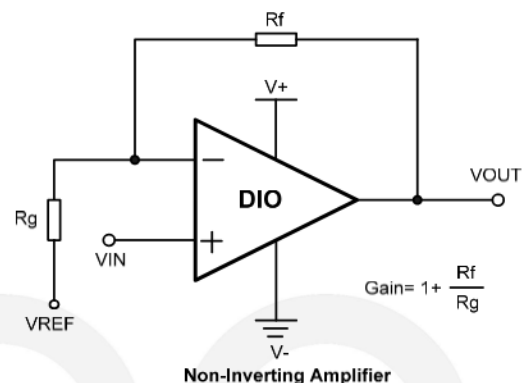 Rf
V+
VOUT
DIO
Rg
VIN
Gain= 1+ Rf
Rg
VREF
V-
Non-Inverting Amplifier